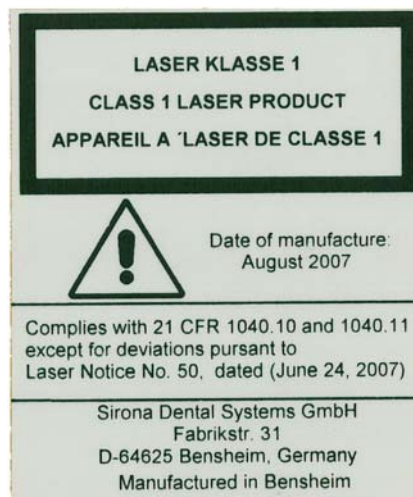 LASER KLASSE 1
CLASS 1 LASER PRODUCT
APPAREIL A ´LASER DE CLASSE 1
Date of manufacture:
August 2007
Complies with 21 CFR 1040.10 and 1040.11
except for deviations pursant to
Laser Notice No. 50, dated (June 24, 2007)
Sirona Dental Systems GmbH
Fabrikstr. 31
D-64625 Bensheim, Germany
Manufactured in Bensheim